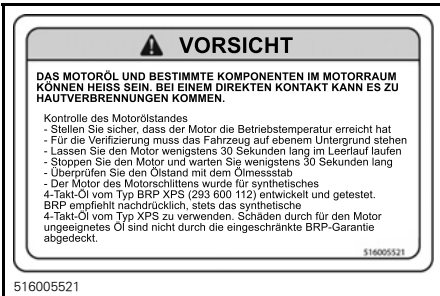 VORSICHT
DAS MOTORÖL UND BESTIMMTE KOMPONENTEN IM MOTORRAUM
KÖNNEN HEISS SEIN. BEI EINEM DIREKTEN KONTAKT KANN ES ZU
HAUTVERBRENNUNGEN KOMMEN.
Kontrolle des Motorölstandes
- Stellen Sie sicher, dass der Motor die Betriebstemperatur erreicht hat
- Für die Verifizierung muss das Fahrzeug auf ebenem Untergrund stehen
- Lassen Sie den Motor wenigstens 30 Sekunden lang im Leerlauf laufen
- Stoppen Sie den Motor und warten Sie wenigstens 30 Sekunden lang
- Überprüfen Sie den Ölstand mit dem Ölmessstab
- Der Motor des Motorschlittens wurde für synthetisches
4-Takt-Öl vom Typ BRP XPS (293 600 112) entwickelt und getestet.
BRP empfiehlt nachdrücklich, stets das synthetische
4-Takt-Öl vom Typ XPS zu verwenden. Schäden durch für den Motor
ungeeignetes Öl sind nicht durch die eingeschränkte BRP-Garantie
abgedeckt.
516005521
516005521